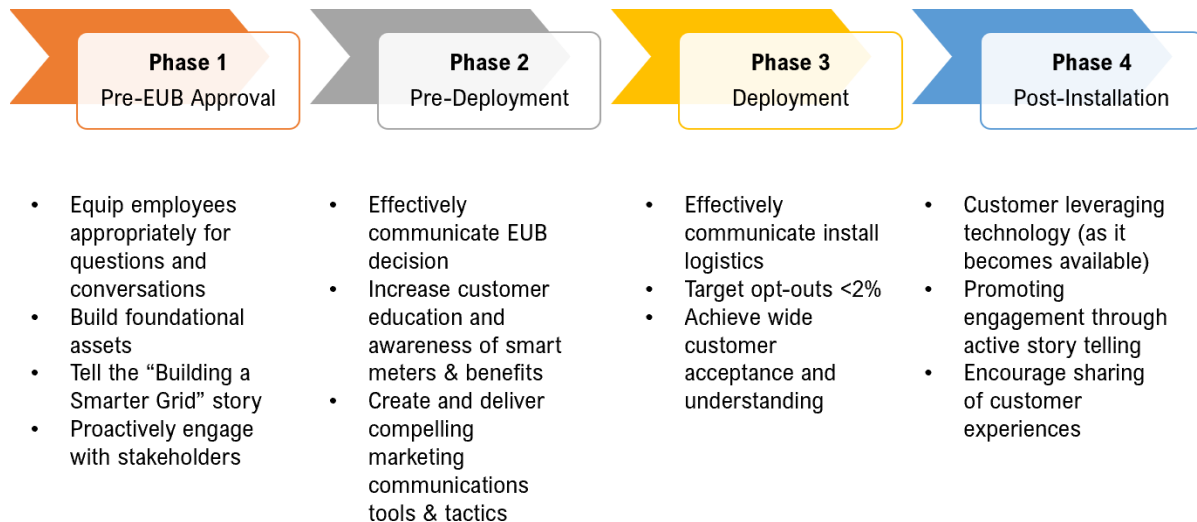 Phase 1
Pre-EUB Approval
Phase 2
Pre-Deployment
Phase 3
Deployment
Phase 4
Post-Installation
• Equip employees
appropriately for
questions and
conversations
• Build foundational
assets
• Tell the “Building a
Smarter Grid” story
• Proactively engage
with stakeholders
• Effectively
communicate EUB
decision
• Increase customer
education and
awareness of smart
meters & benefits
• Create and deliver
compelling
marketing
communications
tools & tactics
• Effectively
communicate install
logistics
• Target opt-outs <2%
• Achieve wide
customer
acceptance and
understanding
• Customer leveraging
technology (as it
becomes available)
• Promoting
engagement through
active story telling
• Encourage sharing
of customer
experiences